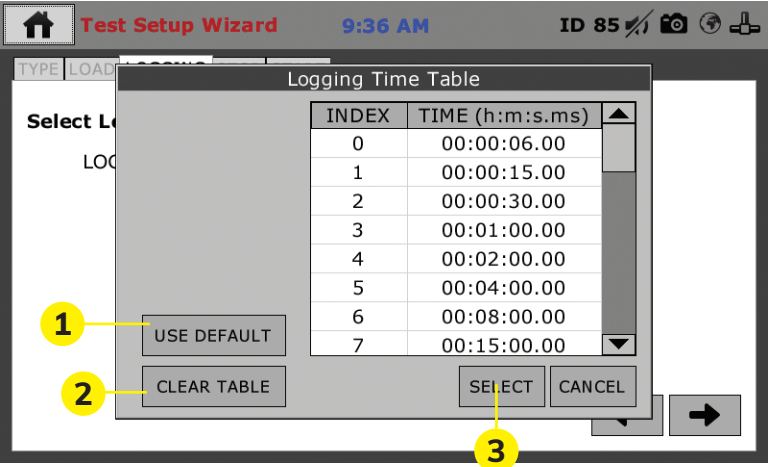 Test Setup Wizard 9:36 AM ID 85
TYPE LOAD LOGGING
Logging Time Table
Select Lo
LOG
INDEX TIME (h:m:s.ms)
0 00:00:06.00
1 00:00:15.00
2 00:00:30.00
3 00:01:00.00
4 00:02:00.00
5 00:04:00.00
6 00:08:00.00
7 00:15:00.00
1
USE DEFAULT
2
CLEAR TABLE
SELECT CANCEL
3